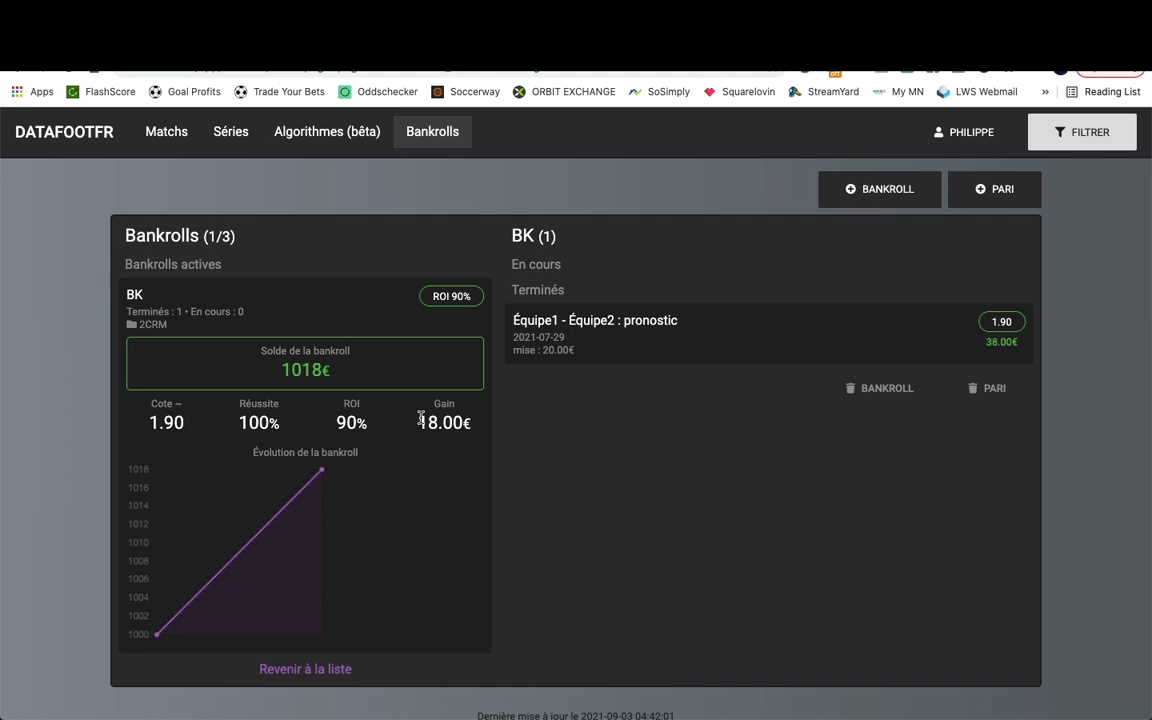 off
Apps FlashScore Goal Profits Trade Your Bets Oddschecker Soccerway ORBIT EXCHANGE SoSimply Squarelovin StreamYard My MN LWS Webmail » Reading List
DATAFOOTFR Matchs Séries Algorithmes (bêta) Bankrolls PHILIPPE FILTRER
BANKROLL PARI
Bankrolls (1/3)
Bankrolls actives
BK ROI 90%
Terminés : 1 • En cours : 0
2CRM
Solde de la bankroll
1018€
Cote ~ Réussite ROI Gain
1.90 100% 90% 18.00€
Évolution de la bankroll
1018
1016
1014
1012
1010
1008
1006
1004
1002
1000
Revenir à la liste
BK (1)
En cours
Terminés
Équipe1 - Équipe2 : pronostic 1.90
2021-07-29 38.00€
mise : 20.00€
BANKROLL PARI
Dernière mise à jour le 2021-09-03 04:42:01